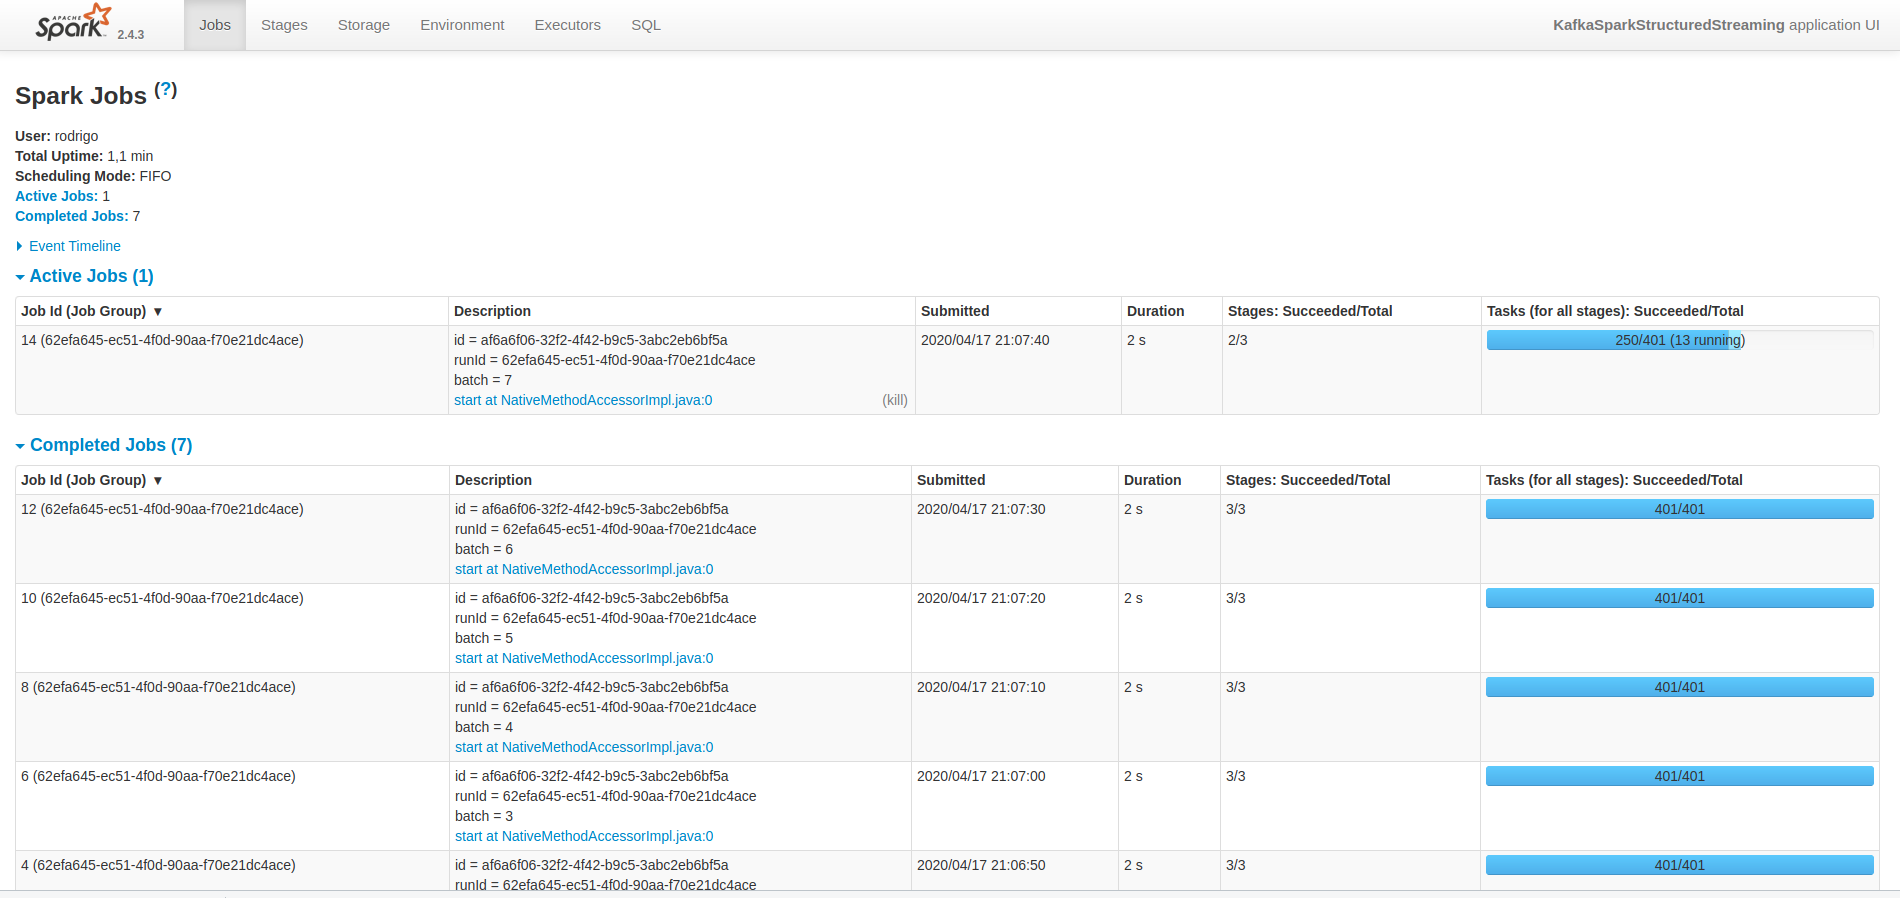 APACHE
Spark 2.4.3 Jobs Stages Storage Environment Executors SQL KafkaSparkStructuredStreaming application UI
Spark Jobs (?)
User: rodrigo
Total Uptime: 1,1 min
Scheduling Mode: FIFO
Active Jobs: 1
Completed Jobs: 7
Event Timeline
Active Jobs (1)
Job Id (Job Group) ▼ Description Submitted Duration Stages: Succeeded/Total Tasks (for all stages): Succeeded/Total
14 (62efa645-ec51-4f0d-90aa-f70e21dc4ace) id = af6a6f06-32f2-4f42-b9c5-3abc2eb6bf5a 2020/04/17 21:07:40 2 s 2/3 250/401 (13 running)
runId = 62efa645-ec51-4f0d-90aa-f70e21dc4ace
batch = 7
start at NativeMethodAccessorImpl.java:0 (kill)
Completed Jobs (7)
Job Id (Job Group) ▼ Description Submitted Duration Stages: Succeeded/Total Tasks (for all stages): Succeeded/Total
12 (62efa645-ec51-4f0d-90aa-f70e21dc4ace) id = af6a6f06-32f2-4f42-b9c5-3abc2eb6bf5a 2020/04/17 21:07:30 2 s 3/3 401/401
runId = 62efa645-ec51-4f0d-90aa-f70e21dc4ace
batch = 6
start at NativeMethodAccessorImpl.java:0
10 (62efa645-ec51-4f0d-90aa-f70e21dc4ace) id = af6a6f06-32f2-4f42-b9c5-3abc2eb6bf5a 2020/04/17 21:07:20 2 s 3/3 401/401
runId = 62efa645-ec51-4f0d-90aa-f70e21dc4ace
batch = 5
start at NativeMethodAccessorImpl.java:0
8 (62efa645-ec51-4f0d-90aa-f70e21dc4ace) id = af6a6f06-32f2-4f42-b9c5-3abc2eb6bf5a 2020/04/17 21:07:10 2 s 3/3 401/401
runId = 62efa645-ec51-4f0d-90aa-f70e21dc4ace
batch = 4
start at NativeMethodAccessorImpl.java:0
6 (62efa645-ec51-4f0d-90aa-f70e21dc4ace) id = af6a6f06-32f2-4f42-b9c5-3abc2eb6bf5a 2020/04/17 21:07:00 2 s 3/3 401/401
runId = 62efa645-ec51-4f0d-90aa-f70e21dc4ace
batch = 3
start at NativeMethodAccessorImpl.java:0
4 (62efa645-ec51-4f0d-90aa-f70e21dc4ace) id = af6a6f06-32f2-4f42-b9c5-3abc2eb6bf5a 2020/04/17 21:06:50 2 s 3/3 401/401
runId = 62efa645-ec51-4f0d-90aa-f70e21dc4ace